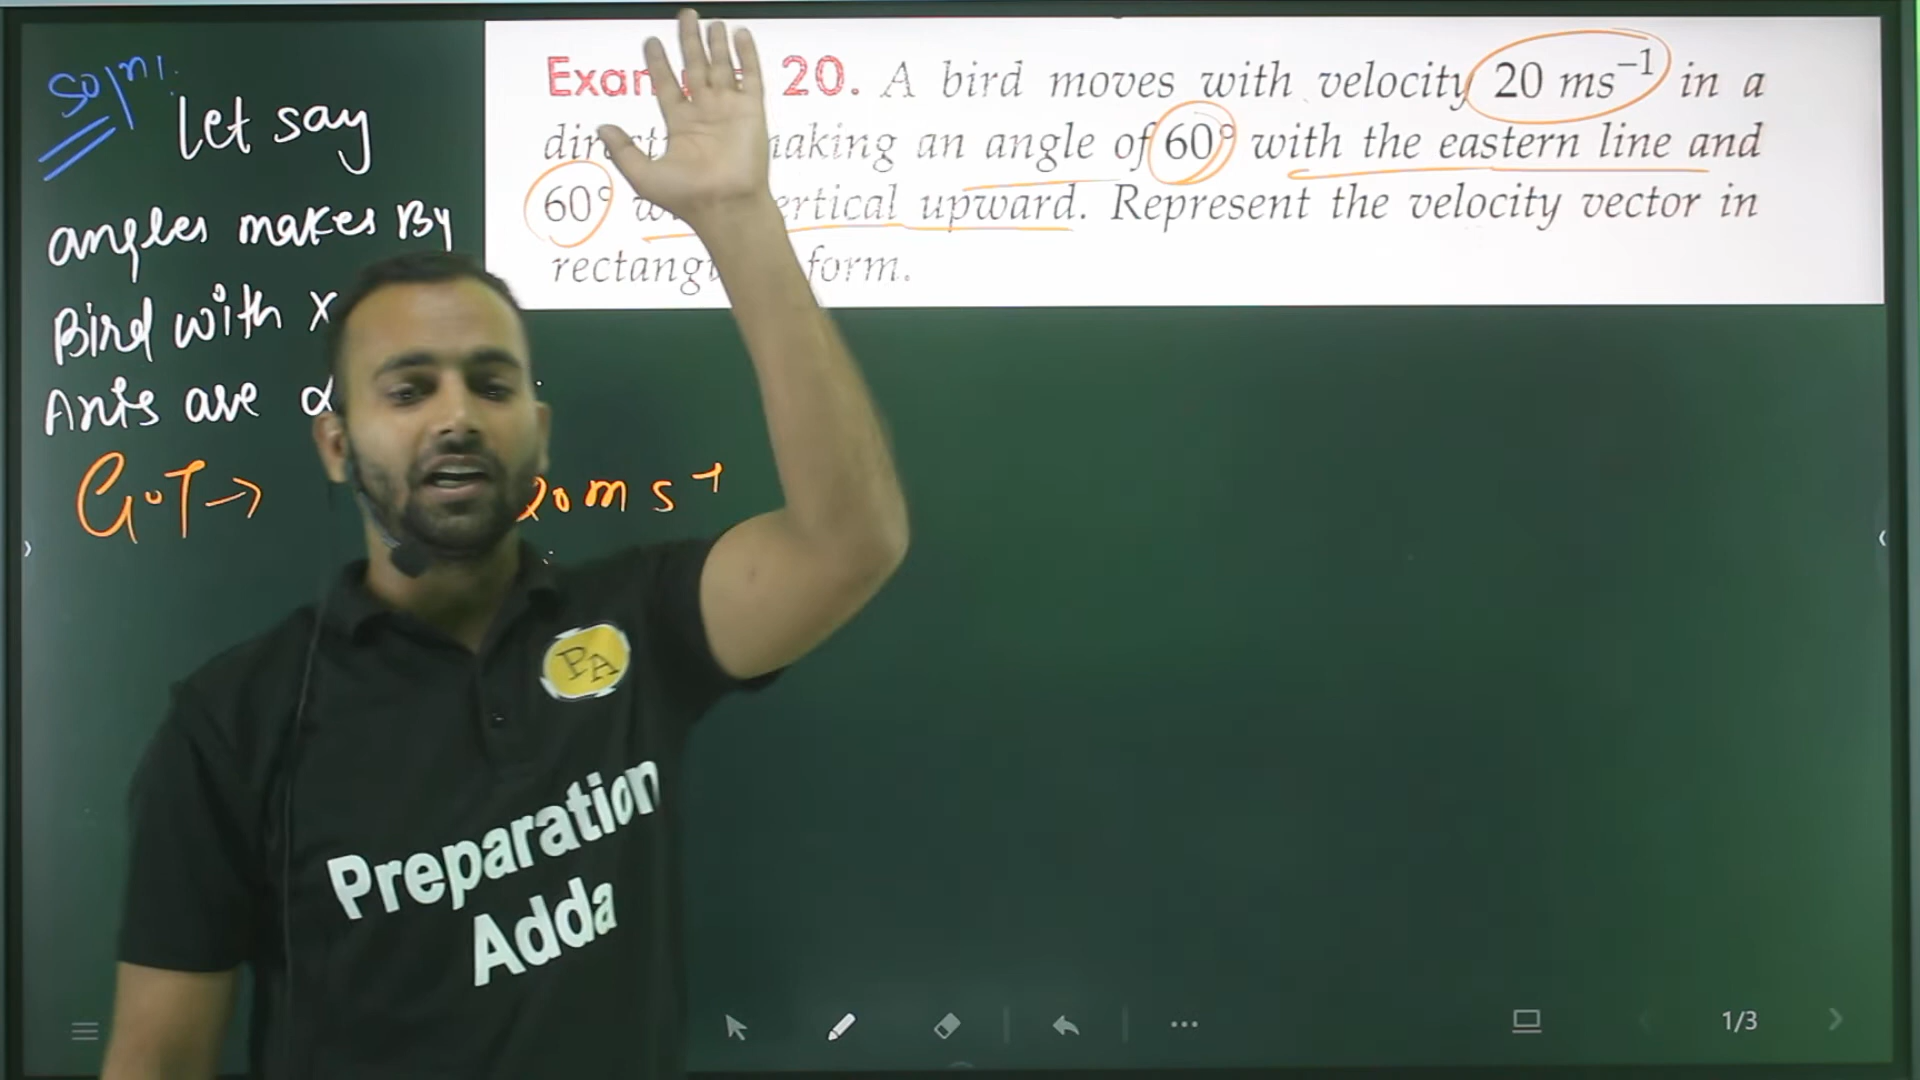 Soln:
Let say
angles makes By
Bird with x
Axis are α
G.T → 20 m s⁻¹
20. A bird moves with velocity 20 ms⁻¹ in a
making an angle of 60° with the eastern line and
60° vertical upward. Represent the velocity vector in
form.
PA
Preparation
Adda
1/3